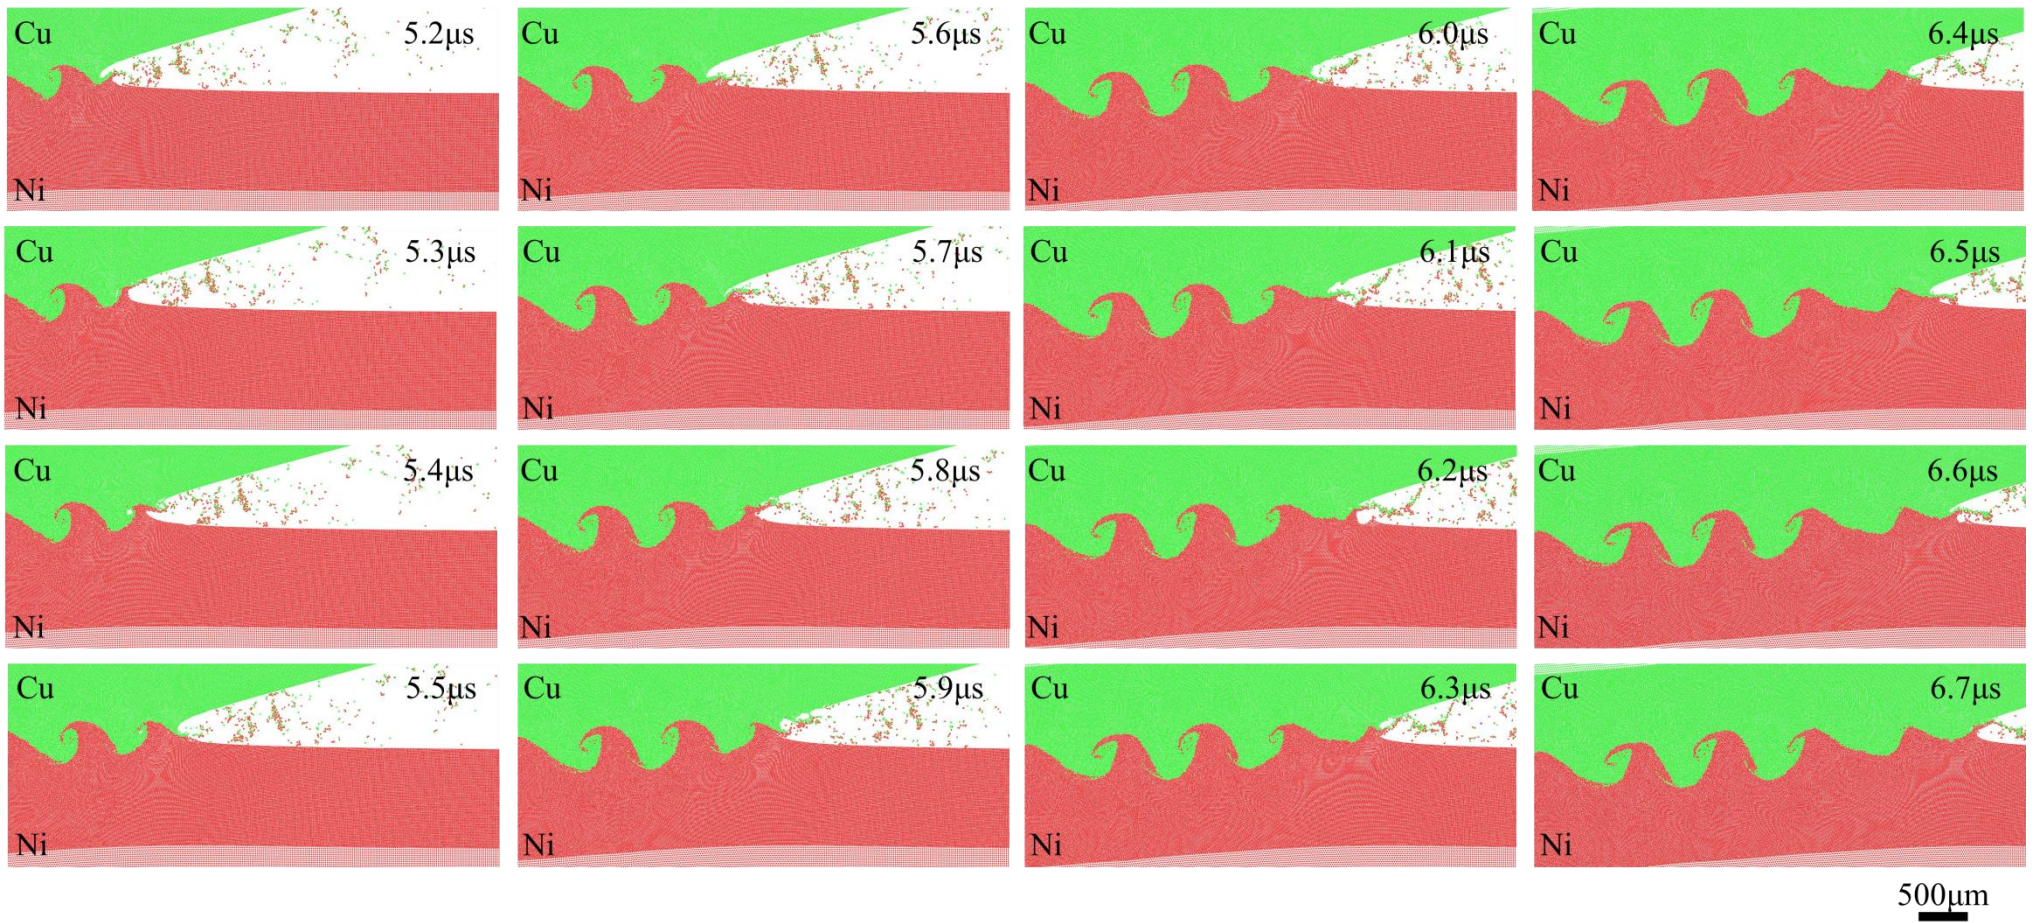 Cu 5.2μs Cu 5.6μs Cu 6.0μs Cu 6.4μs
Ni Ni Ni Ni
Cu 5.3μs Cu 5.7μs Cu 6.1μs Cu 6.5μs
Ni Ni Ni Ni
Cu 5.4μs Cu 5.8μs Cu 6.2μs Cu 6.6μs
Ni Ni Ni Ni
Cu 5.5μs Cu 5.9μs Cu 6.3μs Cu 6.7μs
Ni Ni Ni Ni
500μm